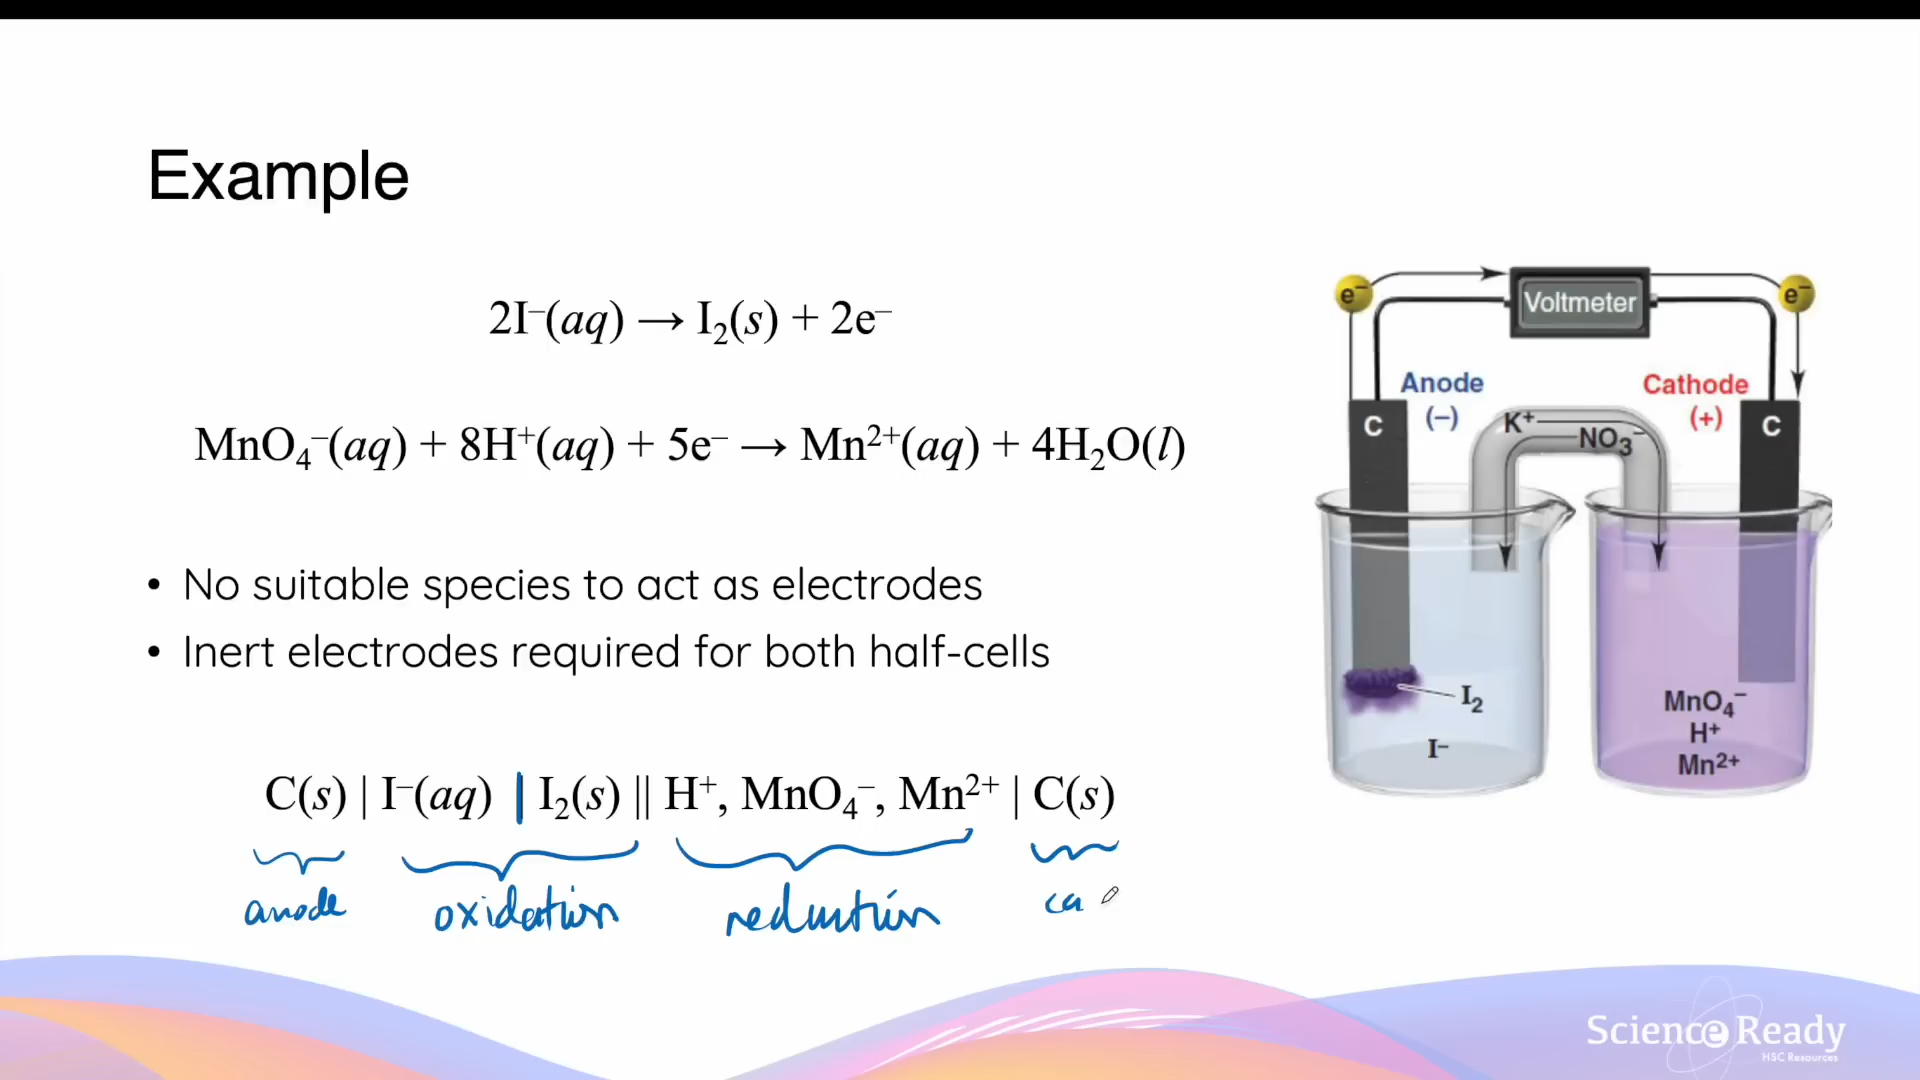 Example
2I⁻(aq) → I₂(s) + 2e⁻
MnO₄⁻(aq) + 8H⁺(aq) + 5e⁻ → Mn²⁺(aq) + 4H₂O(l)
• No suitable species to act as electrodes
• Inert electrodes required for both half-cells
C(s) | I⁻(aq) | I₂(s) || H⁺, MnO₄⁻, Mn²⁺ | C(s)
anode oxidation reduction ca
e⁻ Voltmeter e⁻
Anode
(–)
Cathode
(+)
C
K⁺
NO₃⁻
C
I₂
I⁻
MnO₄⁻
H⁺
Mn²⁺
Science Ready
HSC Resources